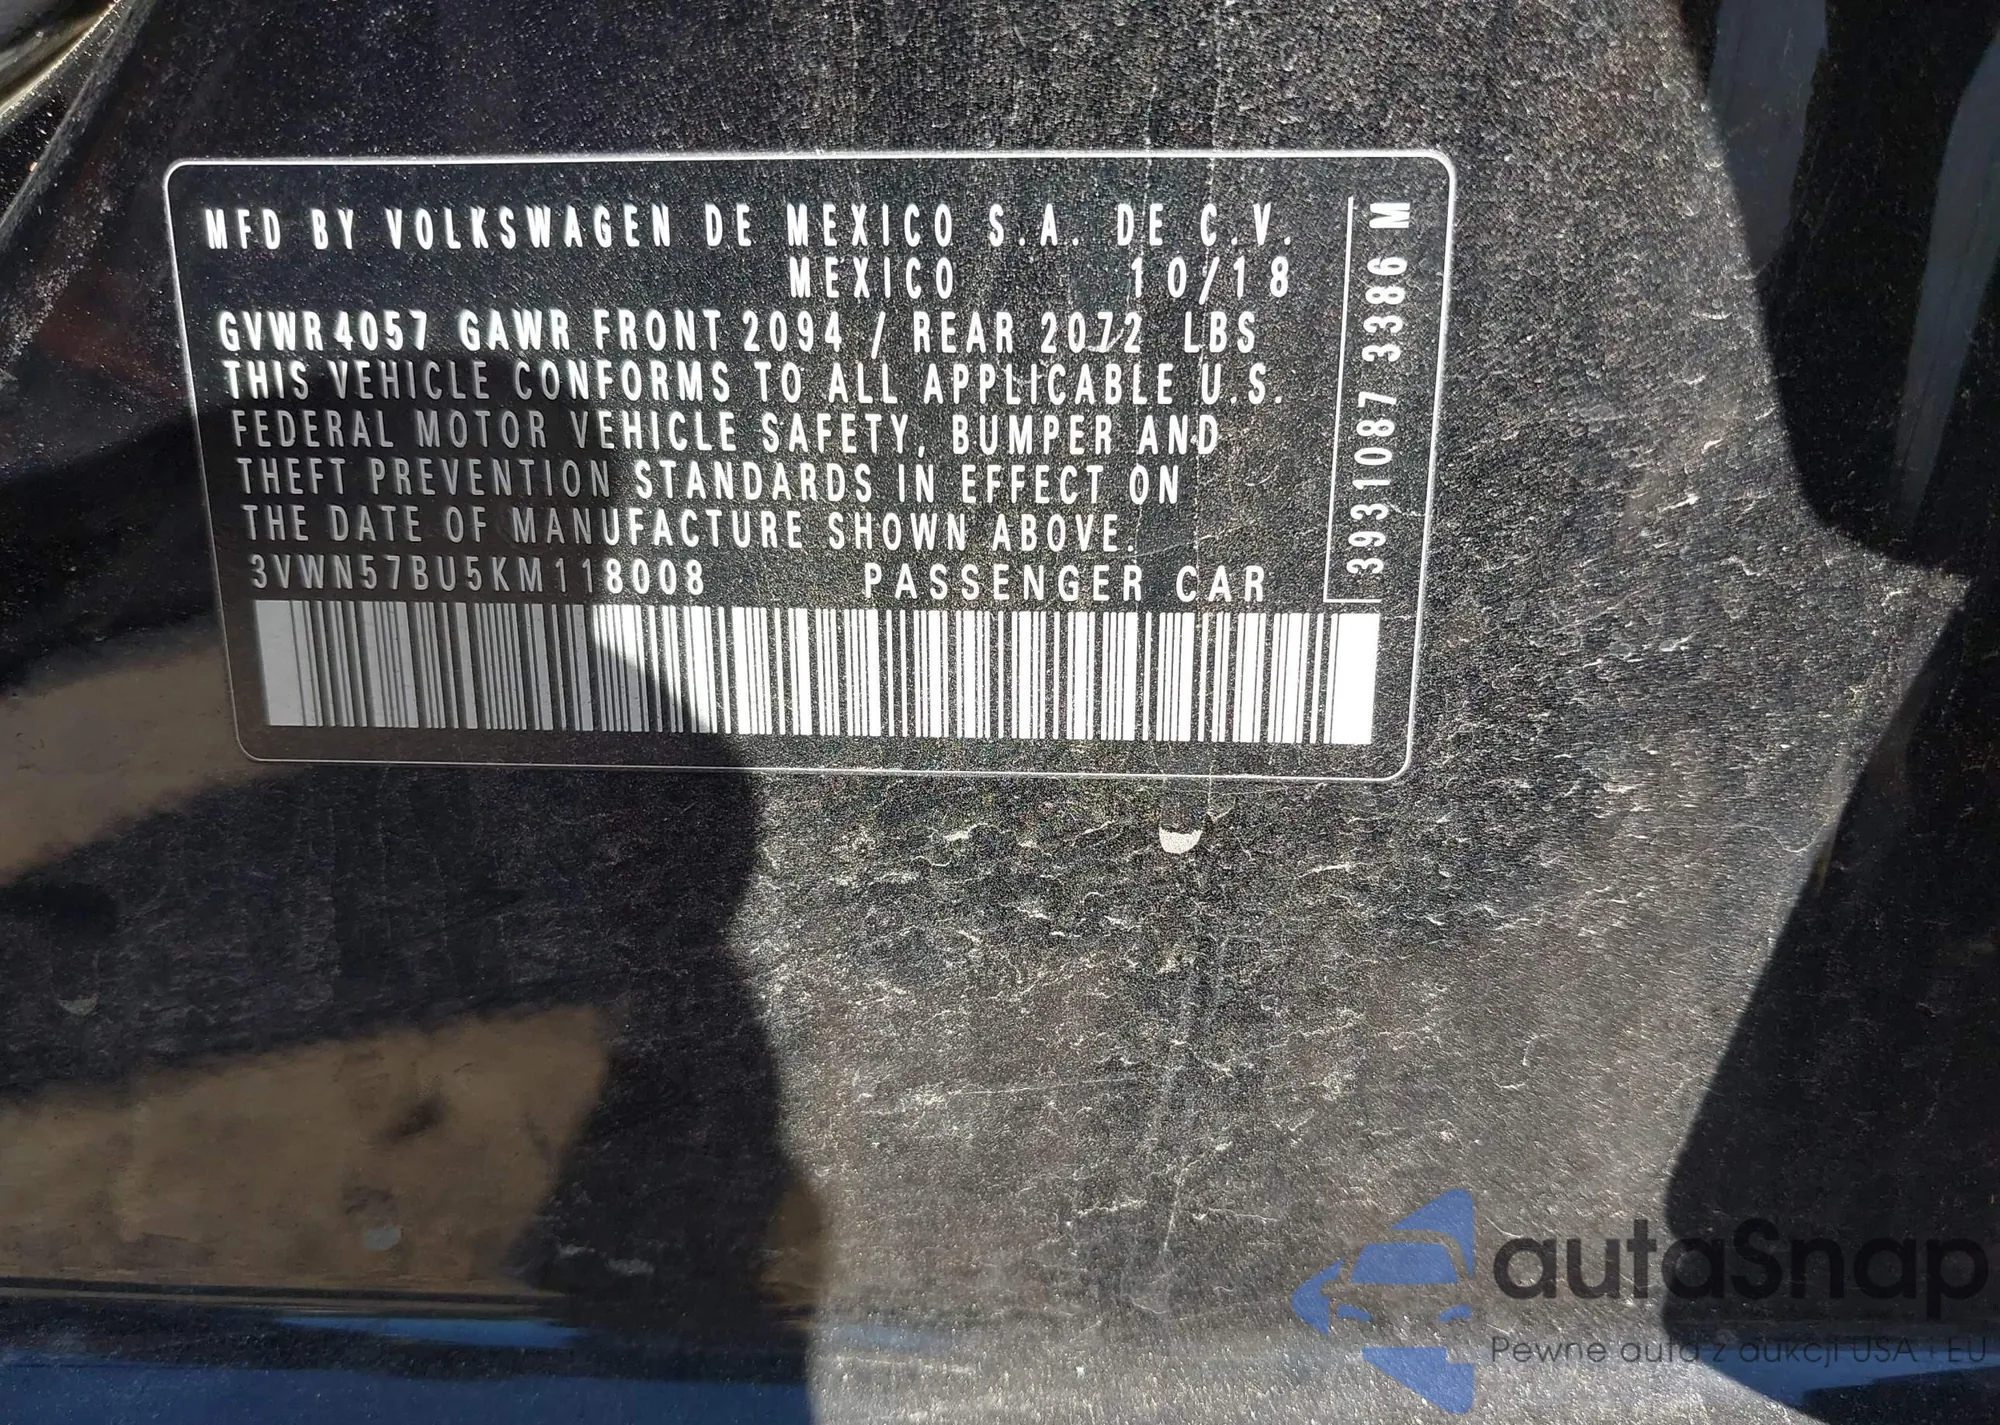 MFD BY VOLKSWAGEN DE MEXICO S.A. DE C.V.
MEXICO 10/18
GVWR 4057 GAWR FRONT 2094 / REAR 2072 LBS
THIS VEHICLE CONFORMS TO ALL APPLICABLE U.S.
FEDERAL MOTOR VEHICLE SAFETY, BUMPER AND
THEFT PREVENTION STANDARDS IN EFFECT ON
THE DATE OF MANUFACTURE SHOWN ABOVE.
3VWN57BU5KM118008 PASSENGER CAR
3931087 3386 M
autaSnap
Pewne auta z aukcji USA i EU